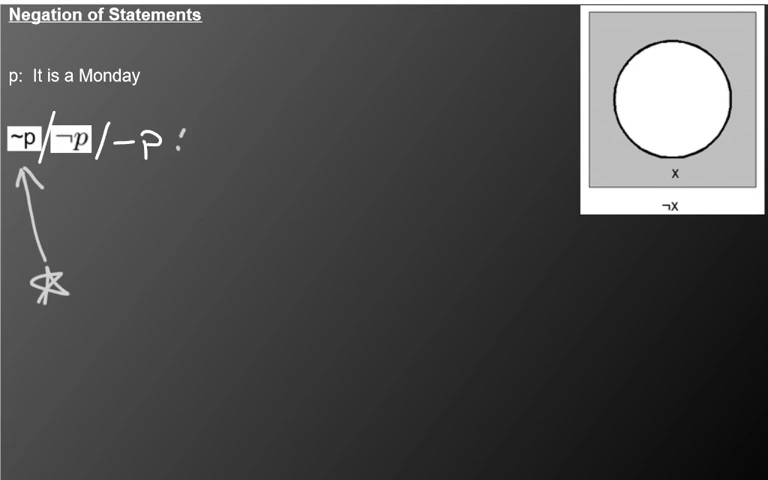 Negation of Statements
p: It is a Monday
~p/¬p/-p:
x
¬x